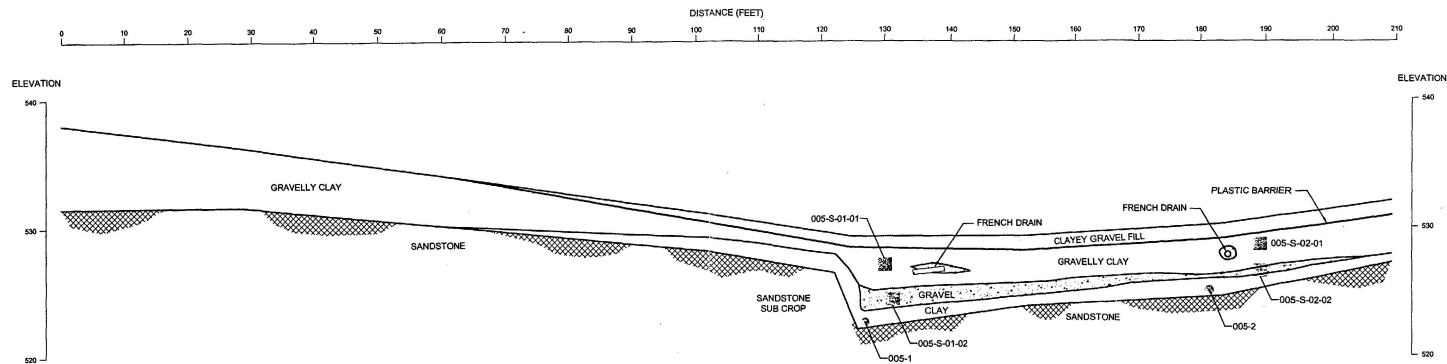 DISTANCE (FEET)
0 10 20 30 40 50 60 70 80 90 100 110 120 130 140 150 160 170 180 190 200 210
ELEVATION
ELEVATION
540
540
GRAVELLY CLAY
PLASTIC BARRIER
FRENCH DRAIN
005-S-01-01
FRENCH DRAIN
530
530
CLAYEY GRAVEL FILL
005-S-02-01
SANDSTONE
GRAVELLY CLAY
GRAVEL
SANDSTONE
SUB CROP
005-S-02-02
CLAY
SANDSTONE
005-2
005-S-01-02
005-1
520
520